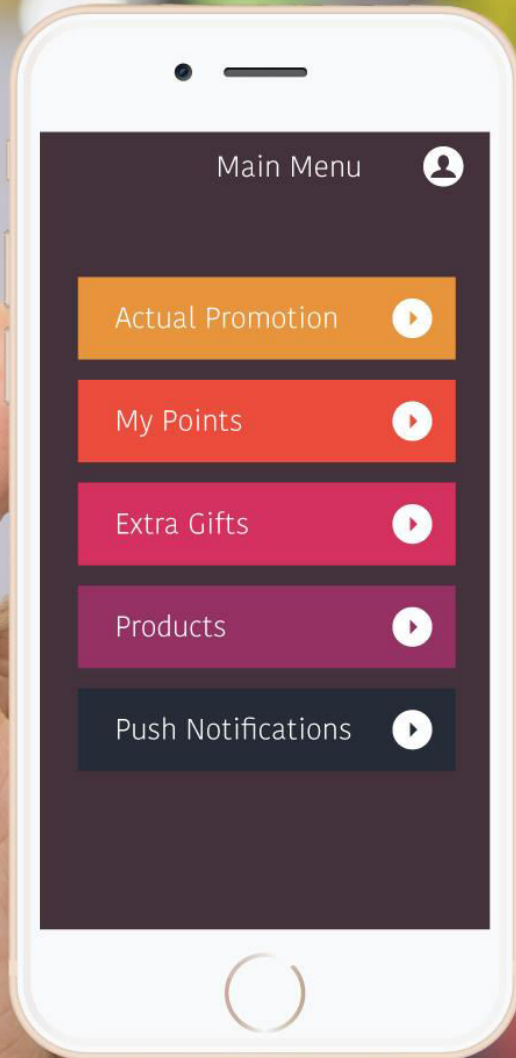 Main Menu
Actual Promotion
My Points
Extra Gifts
Products
Push Notifications